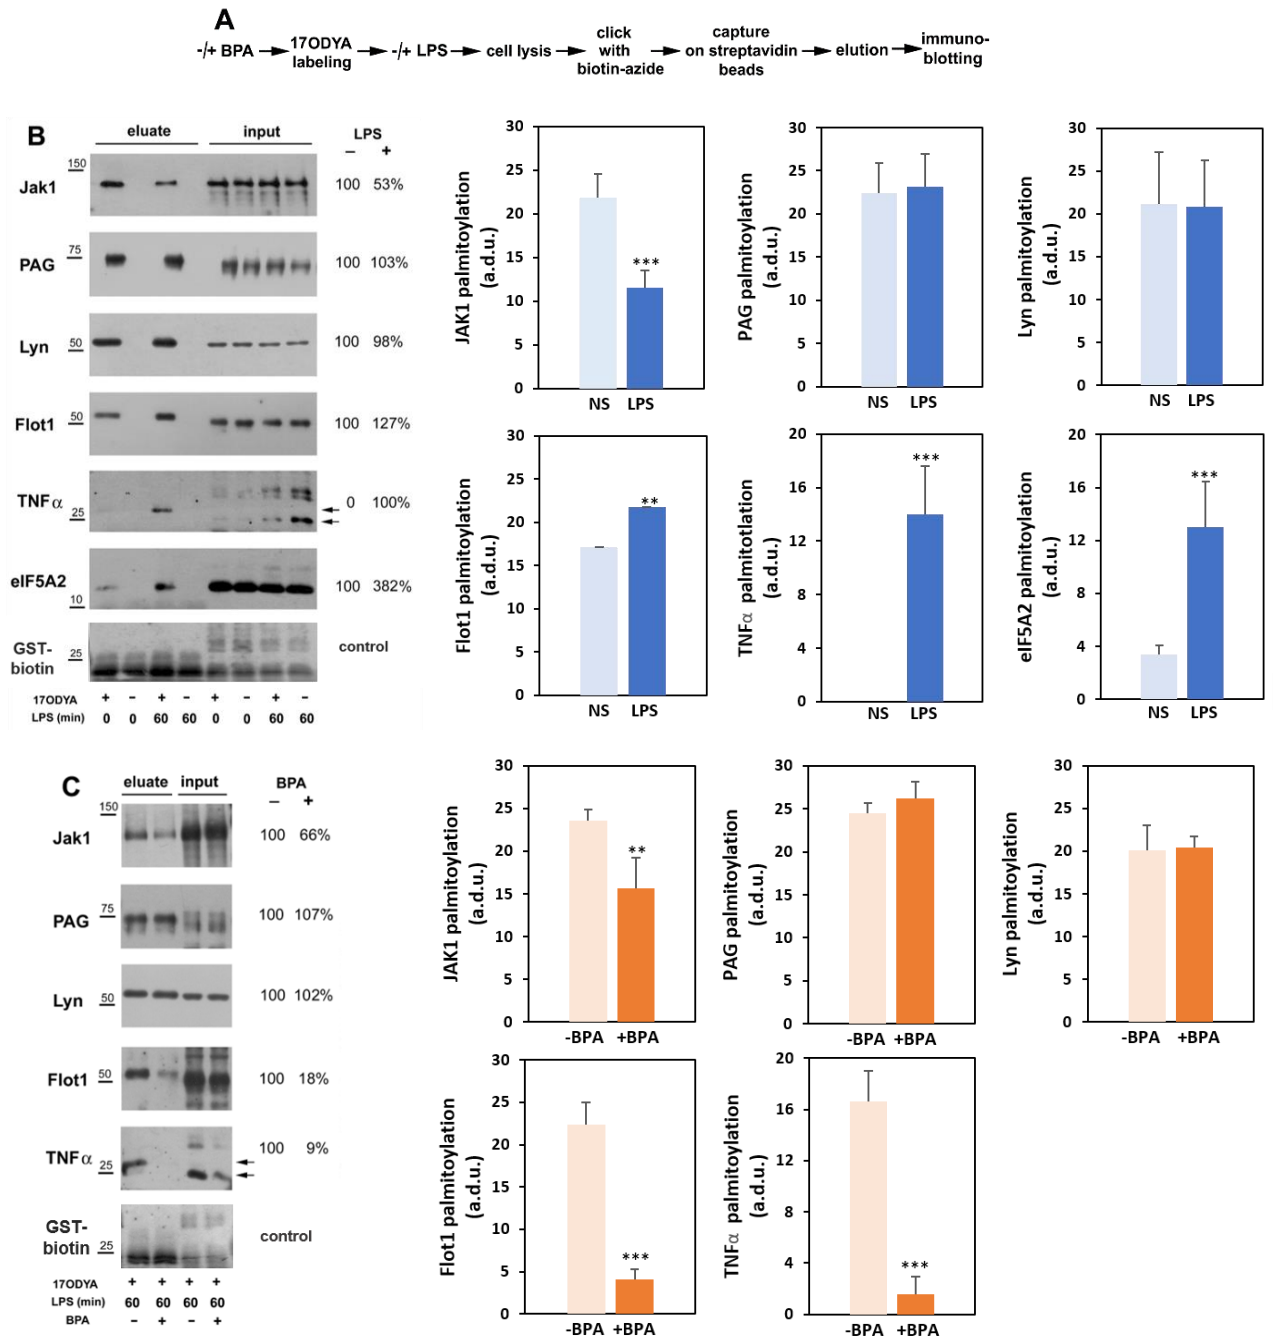 A
-/+ BPA
17ODYA
labeling
-/+ LPS
cell lysis
click
with
biotin-azide
capture
on streptavidin
beads
elution
immuno-
blotting
B
eluate
input
LPS
– +
150
Jak1
100 53%
75
PAG
100 103%
Lyn
50
100 98%
Flot1
50
100 127%
TNFα
25
0 100%
eIF5A2
10
100 382%
GST-
biotin
25
control
17ODYA + – + – + – + –
LPS (min) 0 0 60 60 0 0 60 60
JAK1 palmitoylation
(a.d.u.)
30
25
20
15
10
5
0
***
NS LPS
PAG palmitoylation
(a.d.u.)
30
25
20
15
10
5
0
NS LPS
Lyn palmitoylation
(a.d.u.)
30
25
20
15
10
5
0
NS LPS
Flot1 palmitoylation
(a.d.u.)
30
25
20
15
10
5
0
**
NS LPS
TNFα palmitotlation
(a.d.u.)
20
16
12
8
4
0
***
NS LPS
eIF5A2 palmitoylation
(a.d.u.)
20
16
12
8
4
0
***
NS LPS
C
eluate input
BPA
– +
150
Jak1
100 66%
75
PAG
100 107%
Lyn
50
100 102%
Flot1
50
100 18%
TNFα
25
100 9%
GST-
biotin
25
control
17ODYA + + + +
LPS (min) 60 60 60 60
BPA – + – +
JAK1 palmitoylation
(a.d.u.)
30
25
20
15
10
5
0
**
-BPA +BPA
PAG palmitoylation
(a.d.u.)
30
25
20
15
10
5
0
-BPA +BPA
Lyn palmitoylation
(a.d.u.)
30
25
20
15
10
5
0
-BPA +BPA
Flot1 palmitoylation
(a.d.u.)
30
25
20
15
10
5
0
***
-BPA +BPA
TNFα palmitoylation
(a.d.u.)
20
16
12
8
4
0
***
-BPA +BPA